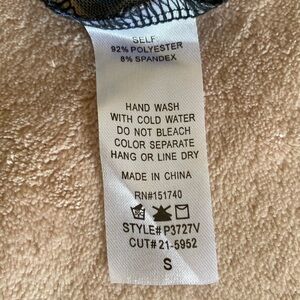 SELF:
92% POLYESTER
8% SPANDEX
HAND WASH
WITH COLD WATER
DO NOT BLEACH
COLOR SEPARATE
HANG OR LINE DRY
MADE IN CHINA
RN#151740
STYLE# P3727V
CUT# 21-5952
S